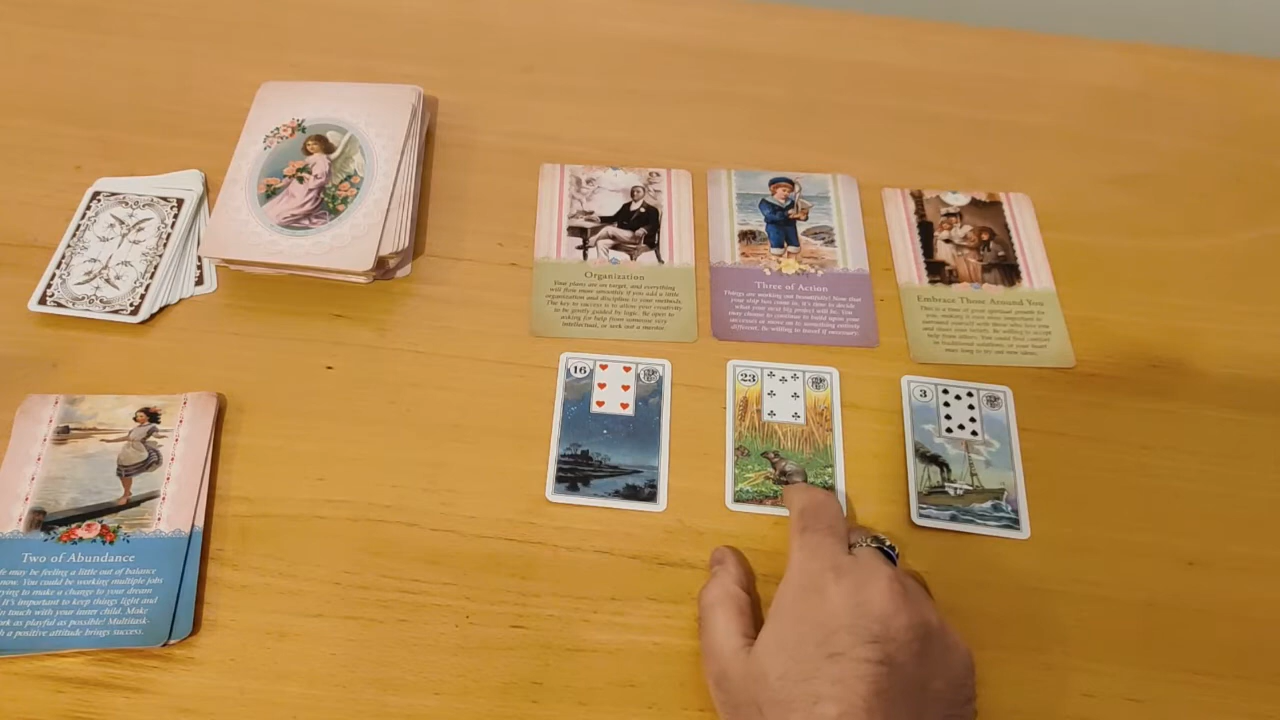 Organization
Your plans are on target, and everything
will flow more smoothly if you add a little
organization and discipline to your methods.
The key to success is to allow your creativity
to be gently guided by logic. Be open to
asking for help from someone very
intellectual, or seek out a mentor.
Three of Action
Things are working out beautifully! Now that
your ship has come in, it's time to decide
what your next big project will be. You
may choose to continue to build upon your
successes or move on to something entirely
different. Be willing to travel if necessary.
Embrace Those Around You
This is a time of great spiritual growth for
you, making it even more important to
surround yourself with those who love you
and share your beliefs. Be willing to accept
help from others. You could find comfort
in traditional solutions, or your heart
may long to try out new ideas.
16
23
3
Two of Abundance
fe may be feeling a little out of balance
now. You could be working multiple jobs
rying to make a change to your dream
It's important to keep things light and
in touch with your inner child. Make
rk as playful as possible! Multitask-
h a positive attitude brings success.